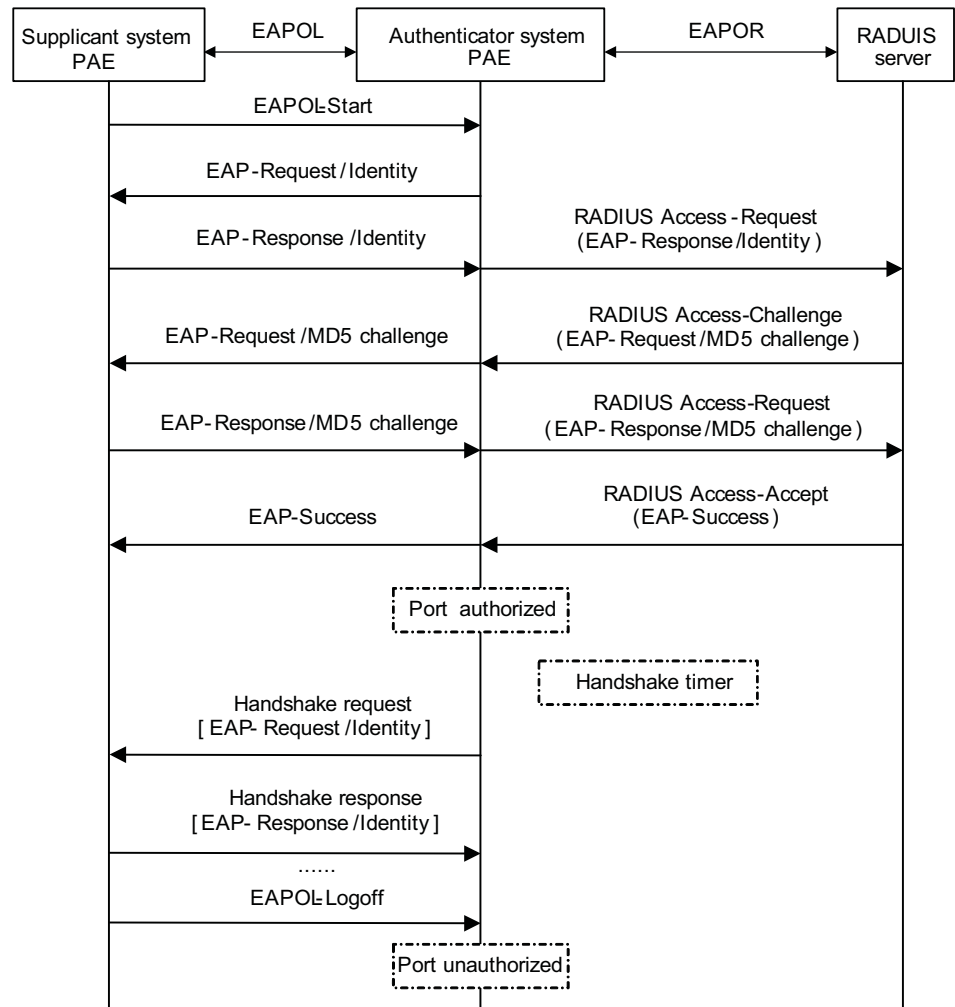 Supplicant system
PAE
EAPOL
Authenticator system
PAE
EAPOR
RADUIS
server
EAPOL-Start
EAP-Request/Identity
EAP-Response/Identity
RADIUS Access-Request
(EAP-Response/Identity)
EAP-Request/MD5 challenge
RADIUS Access-Challenge
(EAP-Request/MD5 challenge)
EAP-Response/MD5 challenge
RADIUS Access-Request
(EAP-Response/MD5 challenge)
EAP-Success
RADIUS Access-Accept
(EAP-Success)
Port authorized
Handshake timer
Handshake request
[EAP-Request/Identity]
Handshake response
[EAP-Response/Identity]
......
EAPOL-Logoff
Port unauthorized